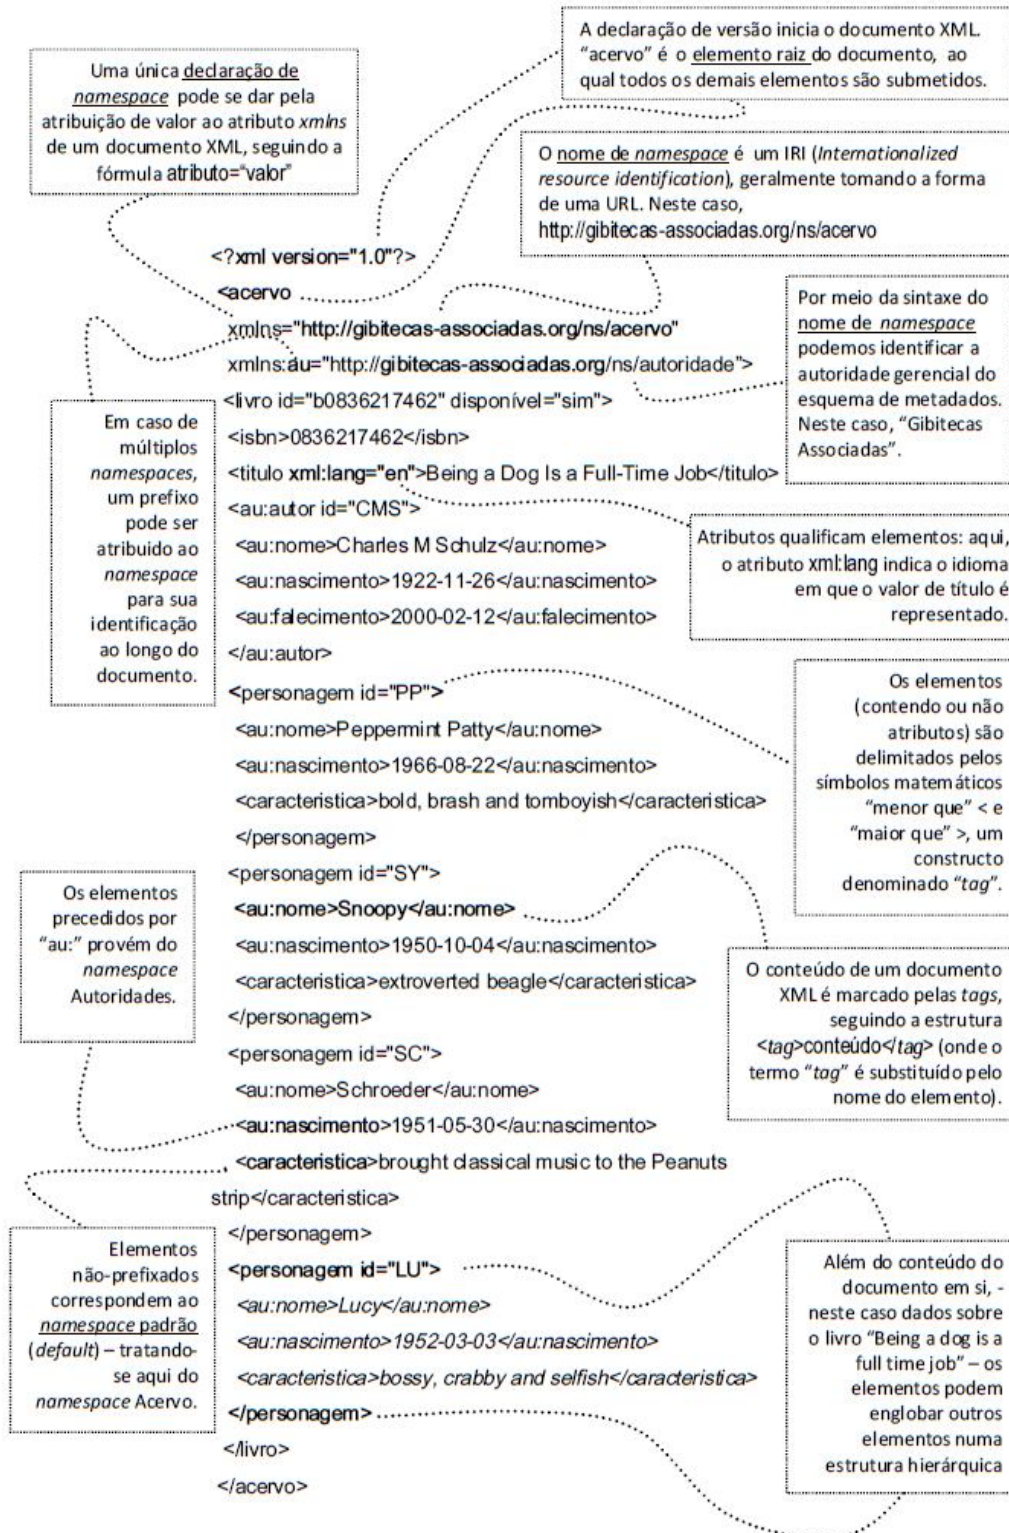 A declaração de versão inicia o documento XML.
“acervo” é o elemento raiz do documento, ao
qual todos os demais elementos são submetidos.
Uma única declaração de
namespace pode se dar pela
atribuição de valor ao atributo xmlns
de um documento XML, seguindo a
fórmula atributo=“valor”
O nome de namespace é um IRI (Internationalized
resource identification), geralmente tomando a forma
de uma URL. Neste caso,
http://gibitecas-associadas.org/ns/acervo
Por meio da sintaxe do
nome de namespace
podemos identificar a
autoridade gerencial do
esquema de metadados.
Neste caso, “Gibitecas
Associadas”.
Em caso de
múltiplos
namespaces,
um prefixo
pode ser
atribuido ao
namespace
para sua
identificação
ao longo do
documento.
<?xml version="1.0"?>
<acervo
xmlns="http://gibitecas-associadas.org/ns/acervo"
xmlns:au="http://gibitecas-associadas.org/ns/autoridade">
<livro id="b0836217462" disponível="sim">
<isbn>0836217462</isbn>
<titulo xml:lang="en">Being a Dog Is a Full-Time Job</titulo>
<au:autor id="CMS">
<au:nome>Charles M Schulz</au:nome>
<au:nascimento>1922-11-26</au:nascimento>
<au:falecimento>2000-02-12</au:falecimento>
</au:autor>
<personagem id="PP">
<au:nome>Peppermint Patty</au:nome>
<au:nascimento>1966-08-22</au:nascimento>
<caracteristica>bold, brash and tomboyish</caracteristica>
</personagem>
<personagem id="SY">
<au:nome>Snoopy</au:nome>
<au:nascimento>1950-10-04</au:nascimento>
<caracteristica>extroverted beagle</caracteristica>
</personagem>
<personagem id="SC">
<au:nome>Schroeder</au:nome>
<au:nascimento>1951-05-30</au:nascimento>
<caracteristica>brought classical music to the Peanuts
strip</caracteristica>
</personagem>
<personagem id="LU">
<au:nome>Lucy</au:nome>
<au:nascimento>1952-03-03</au:nascimento>
<caracteristica>bossy, crabby and selfish</caracteristica>
</personagem>
</livro>
</acervo>
Atributos qualificam elementos: aqui,
o atributo xml:lang indica o idioma
em que o valor de título é
representado.
Os elementos
(contendo ou não
atributos) são
delimitados pelos
símbolos matemáticos
“menor que” < e
“maior que” >, um
constructo
denominado “tag”.
Os elementos
precedidos por
“au:” provém do
namespace
Autoridades.
O conteúdo de um documento
XML é marcado pelas tags,
seguindo a estrutura
<tag>conteúdo</tag> (onde o
termo “tag” é substituído pelo
nome do elemento).
Elementos
não-prefixados
correspondem ao
namespace padrão
(default) – tratando-
se aqui do
namespace Acervo.
Além do conteúdo do
documento em si, -
neste caso dados sobre
o livro “Being a dog is a
full time job” – os
elementos podem
englobar outros
elementos numa
estrutura hierárquica